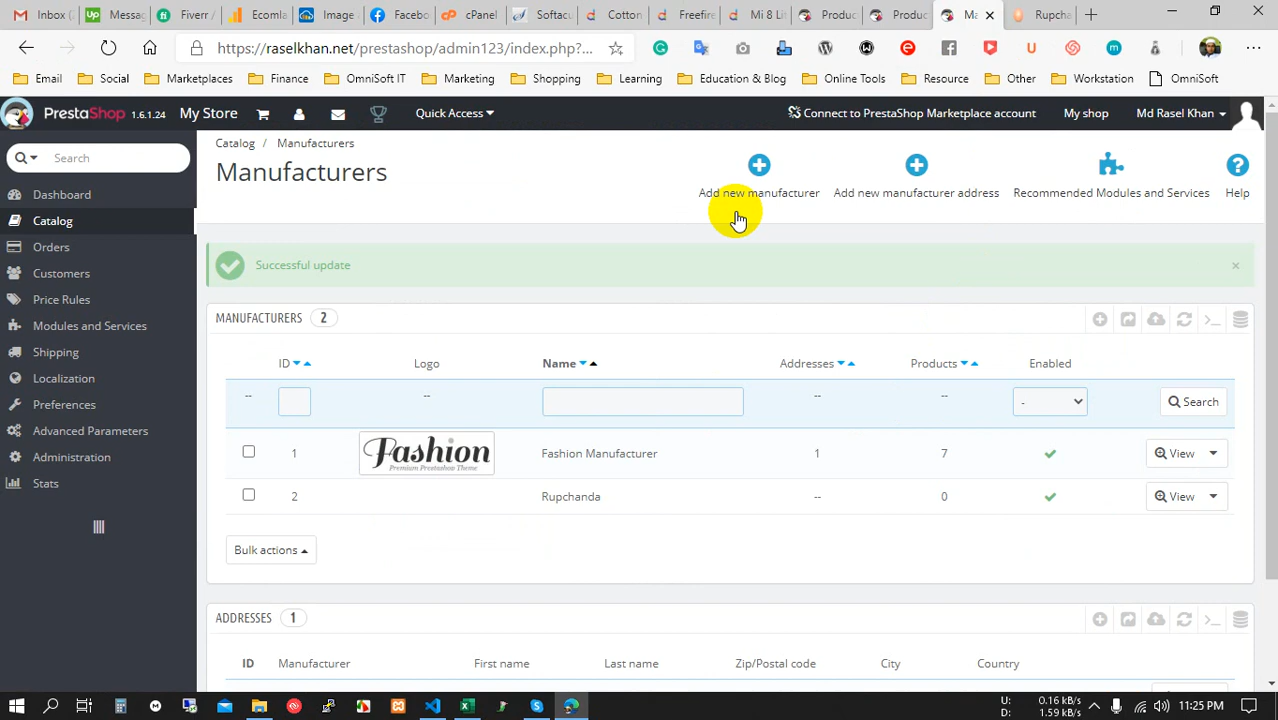 Inbox (
Messag
Fiverr /
Ecomla
Image
Facebo
cPanel
Softacu
Cotton
Freefire
Mi 8 Li
Produc
Produc
Ma
Rupcha
https://raselkhan.net/prestashop/admin123/index.php?...
Email
Social
Marketplaces
Finance
OmniSoft IT
Marketing
Shopping
Learning
Education & Blog
Online Tools
Resource
Other
Workstation
OmniSoft
PrestaShop 1.6.1.24
My Store
Quick Access
Connect to PrestaShop Marketplace account
My shop
Md Rasel Khan
Search
Catalog / Manufacturers
Manufacturers
Add new manufacturer
Add new manufacturer address
Recommended Modules and Services
Help
Dashboard
Catalog
Orders
Customers
Price Rules
Modules and Services
Shipping
Localization
Preferences
Advanced Parameters
Administration
Stats
Successful update
MANUFACTURERS 2
ID Logo Name Addresses Products Enabled
-- -- -- -- - Search
1 Fashion Premium Prestashop Theme Fashion Manufacturer 1 7 View
2 Rupchanda -- 0 View
Bulk actions
ADDRESSES 1
ID Manufacturer First name Last name Zip/Postal code City Country
U: 0.16 kB/s
D: 1.59 kB/s
11:25 PM